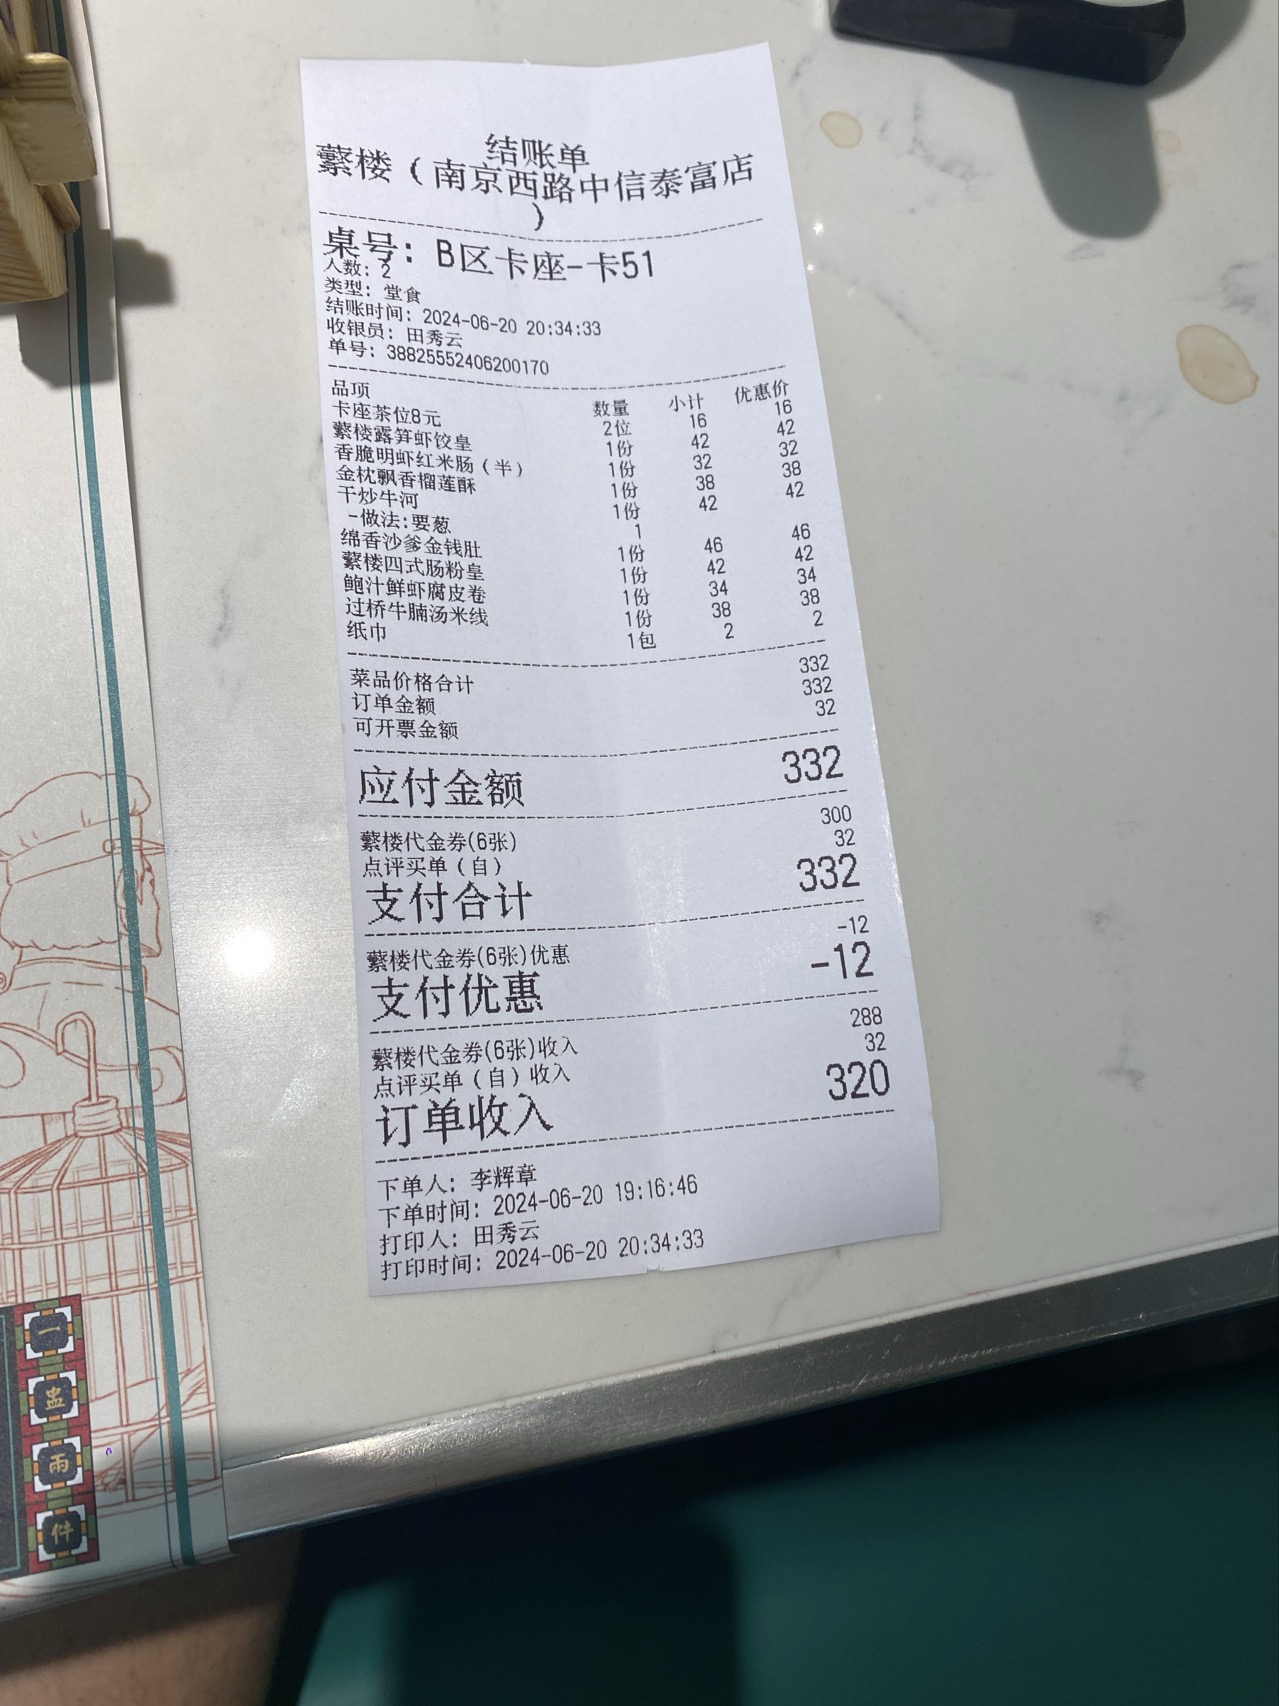 结账单
蘩楼（南京西路中信泰富店
）
桌号: B区卡座-卡51
人数: 2
类型: 堂食
结账时间: 2024-06-20 20:34:33
收银员: 田秀云
单号: 38825552406200170
品项 数量 小计 优惠价
卡座茶位8元 2位 16 16
蘩楼露笋虾饺皇 1份 42 42
香脆明虾红米肠（半） 1份 32 32
金枕飘香榴莲酥 1份 38 38
干炒牛河 1份 42 42
-做法:要葱 1
绵香沙爹金钱肚 1份 46 46
蘩楼四式肠粉皇 1份 42 42
鲍汁鲜虾腐皮卷 1份 34 34
过桥牛腩汤米线 1份 38 38
纸巾 1包 2 2
菜品价格合计 332
订单金额 332
可开票金额 32
应付金额 332
蘩楼代金券(6张) 300
点评买单（自） 32
支付合计 332
蘩楼代金券(6张)优惠 -12
支付优惠 -12
蘩楼代金券(6张)收入 288
点评买单（自）收入 32
订单收入 320
下单人: 李辉章
下单时间: 2024-06-20 19:16:46
打印人: 田秀云
打印时间: 2024-06-20 20:34:33
一
盅
兩
件